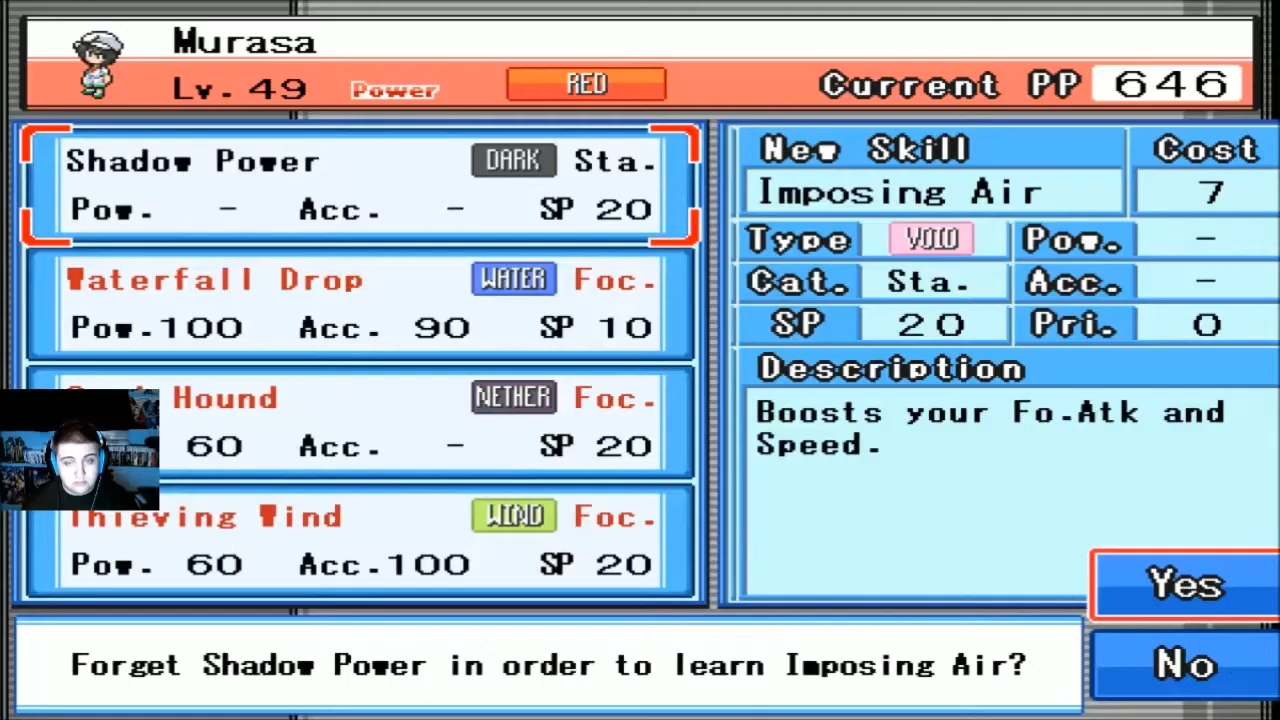 Murasa
Lv. 49 Power RED Current PP 646
Shadow Power DARK Sta.
Pow. - Acc. - SP 20
Waterfall Drop WATER Foc.
Pow.100 Acc. 90 SP 10
Hound NETHER Foc.
60 Acc. - SP 20
Thieving Wind WIND Foc.
Pow. 60 Acc.100 SP 20
New Skill Cost
Imposing Air 7
Type VOID Pow. -
Cat. Sta. Acc. -
SP 20 Pri. 0
Description
Boosts your Fo.Atk and
Speed.
Yes
Forget Shadow Power in order to learn Imposing Air?
No